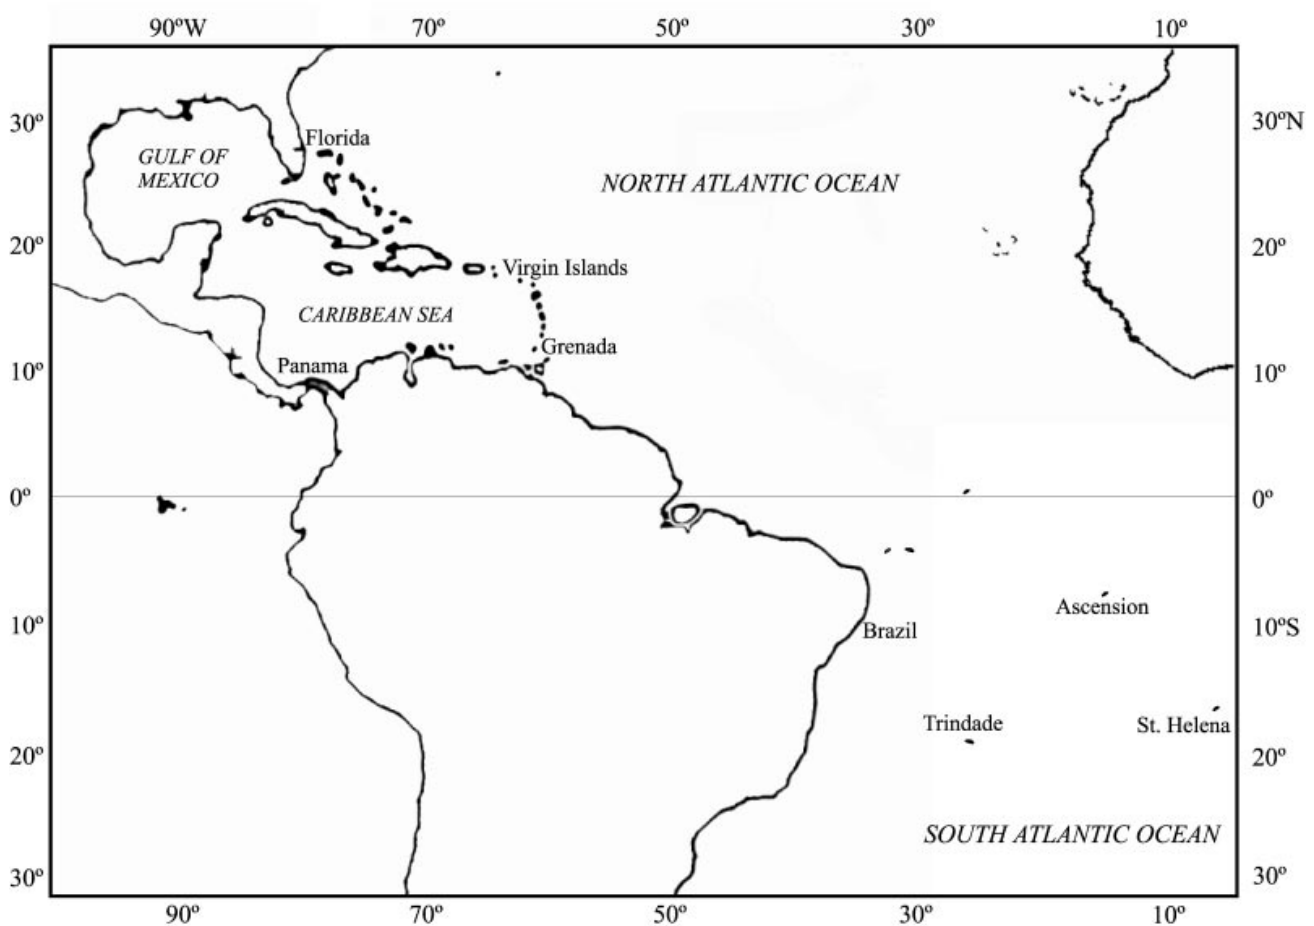 90ºW 70º 50º 30º 10º
30º 30ºN
Florida
GULF OF
MEXICO
NORTH ATLANTIC OCEAN
20º 20º
Virgin Islands
CARIBBEAN SEA
Grenada
Panama
10º 10º
0º 0º
Ascension
10º 10ºS
Brazil
Trindade
St. Helena
20º 20º
SOUTH ATLANTIC OCEAN
30º 30º
90º 70º 50º 30º 10º